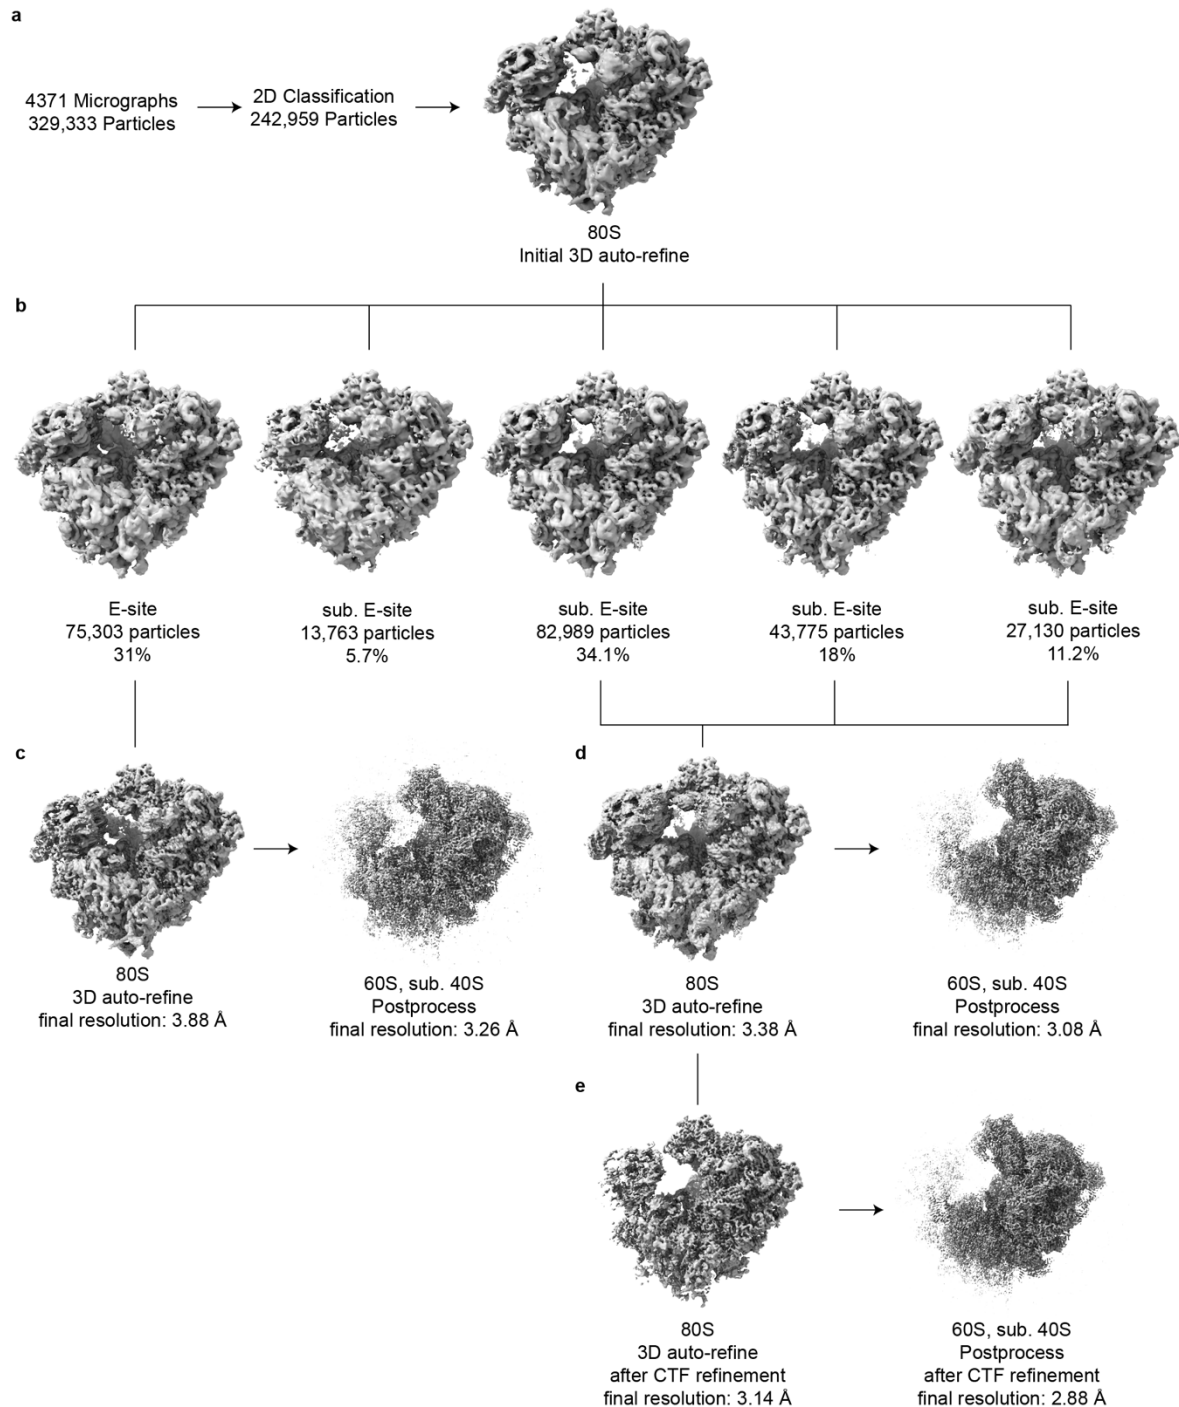 a
4371 Micrographs
329,333 Particles
2D Classification
242,959 Particles
80S
Initial 3D auto-refine
b
E-site
75,303 particles
31%
sub. E-site
13,763 particles
5.7%
sub. E-site
82,989 particles
34.1%
sub. E-site
43,775 particles
18%
sub. E-site
27,130 particles
11.2%
c
80S
3D auto-refine
final resolution: 3.88 Å
60S, sub. 40S
Postprocess
final resolution: 3.26 Å
d
80S
3D auto-refine
final resolution: 3.38 Å
60S, sub. 40S
Postprocess
final resolution: 3.08 Å
e
80S
3D auto-refine
after CTF refinement
final resolution: 3.14 Å
60S, sub. 40S
Postprocess
after CTF refinement
final resolution: 2.88 Å